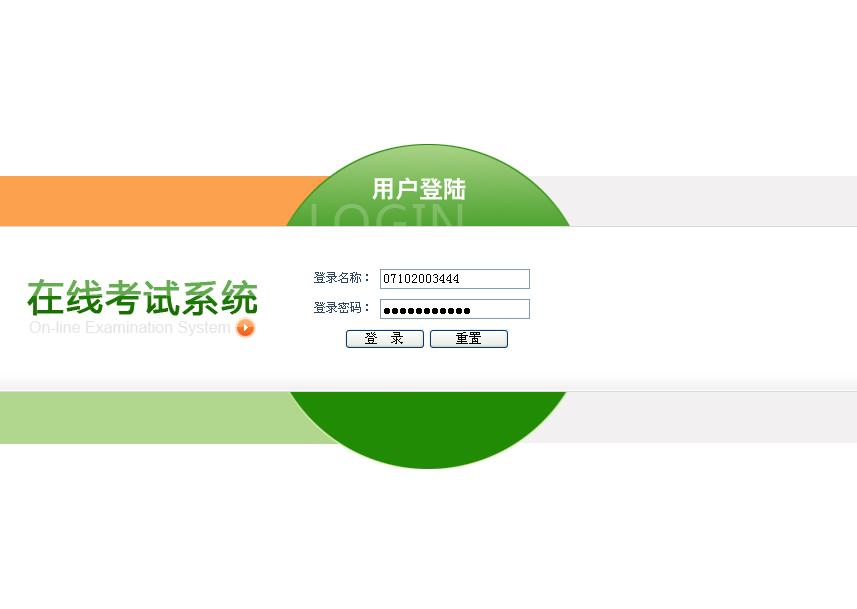 用户登陆
LOGIN
登录名称： 07102003444
在线考试系统
On-line Examination System
登录密码： ●●●●●●●●●●●
登 录 重置